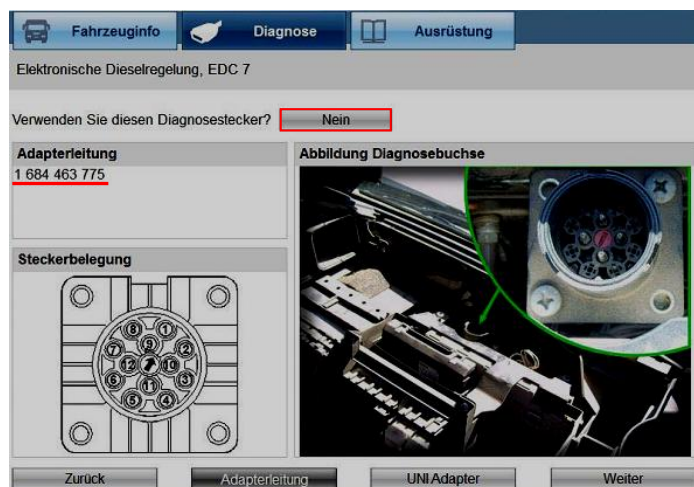 Fahrzeuginfo
Diagnose
Ausrüstung
Elektronische Dieselregelung, EDC 7
Verwenden Sie diesen Diagnosestecker?
Nein
Adapterleitung
1 684 463 775
Abbildung Diagnosebuchse
Steckerbelegung
8 1
7 9 2
12 10
6 11 3
5 4
Zurück
Adapterleitung
UNI Adapter
Weiter